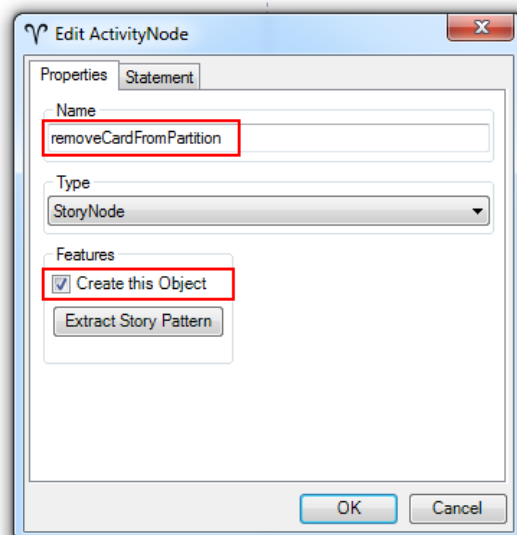 Edit ActivityNode
Properties Statement
Name
removeCardFromPartition
Type
StoryNode
Features
Create this Object
Extract Story Pattern
OK Cancel